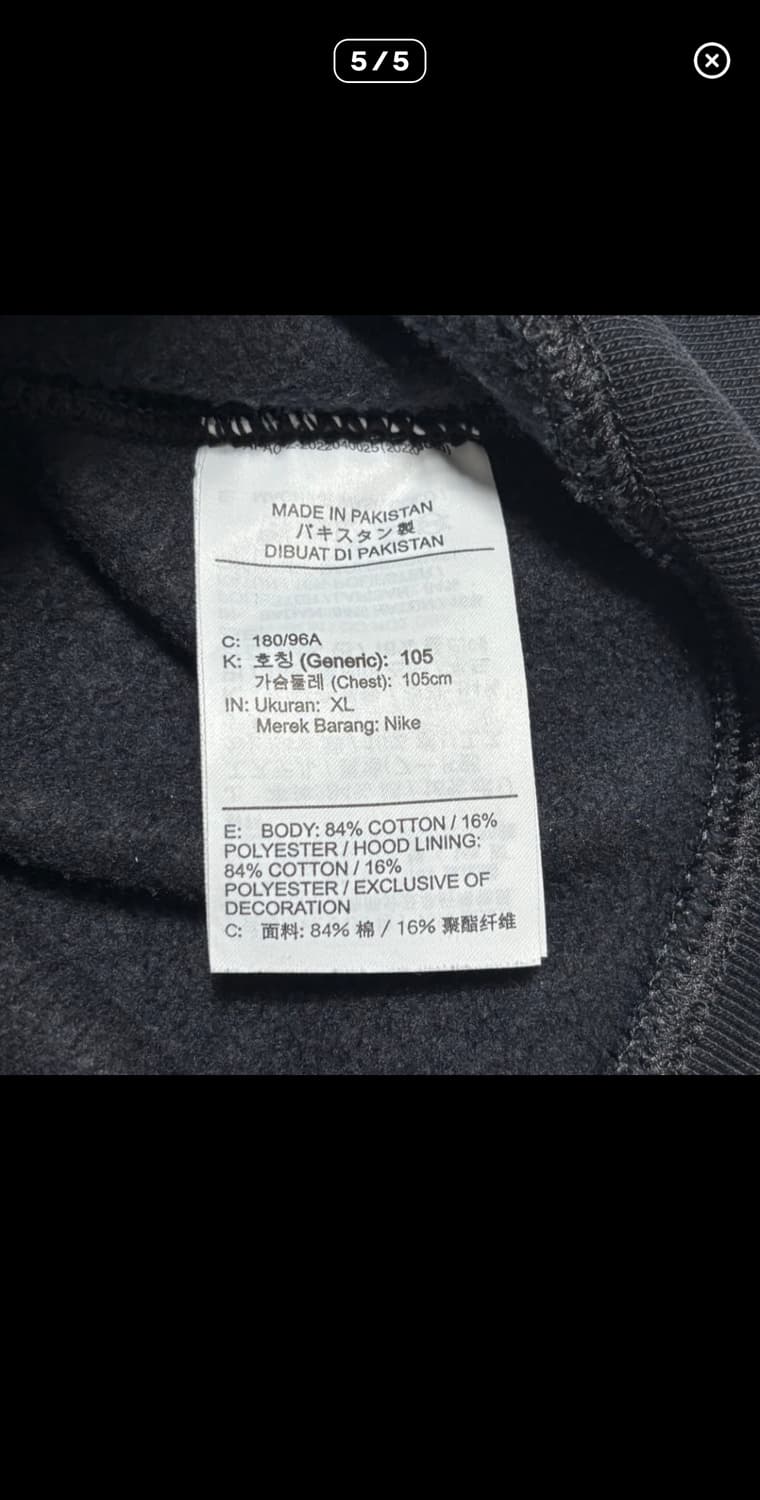 5/5
MADE IN PAKISTAN
パキスタン製
DIBUAT DI PAKISTAN
C: 180/96A
K: 호칭 (Generic): 105
가슴둘레 (Chest): 105cm
IN: Ukuran: XL
Merek Barang: Nike
E: BODY: 84% COTTON / 16%
POLYESTER / HOOD LINING:
84% COTTON / 16%
POLYESTER / EXCLUSIVE OF
DECORATION
C: 面料: 84% 棉 / 16% 聚酯纤维